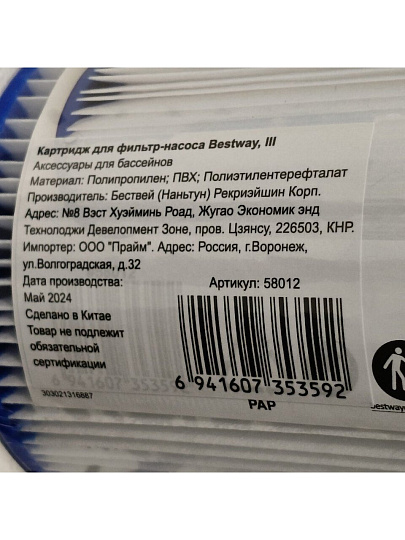 Картридж для фильтр-насоса Bestway, III
Аксессуары для бассейнов
Материал: Полипропилен; ПВХ; Полиэтилентерефталат
Производитель: Бествей (Наньтун) Рекриэйшин Корп.
Адрес: №8 Вэст Хуэйминь Роад, Жугао Экономик энд
Технолоджи Девелопмент Зоне, пров. Цзянсу, 226503, КНР.
Импортер: ООО "Прайм". Адрес: Россия, г.Воронеж,
ул.Волгоградская, д.32
Дата производства:
Май 2024
Артикул: 58012
Сделано в Китае
Товар не подлежит
обязательной
сертификации
303021316887
6 941607 353592
PAP
bestway